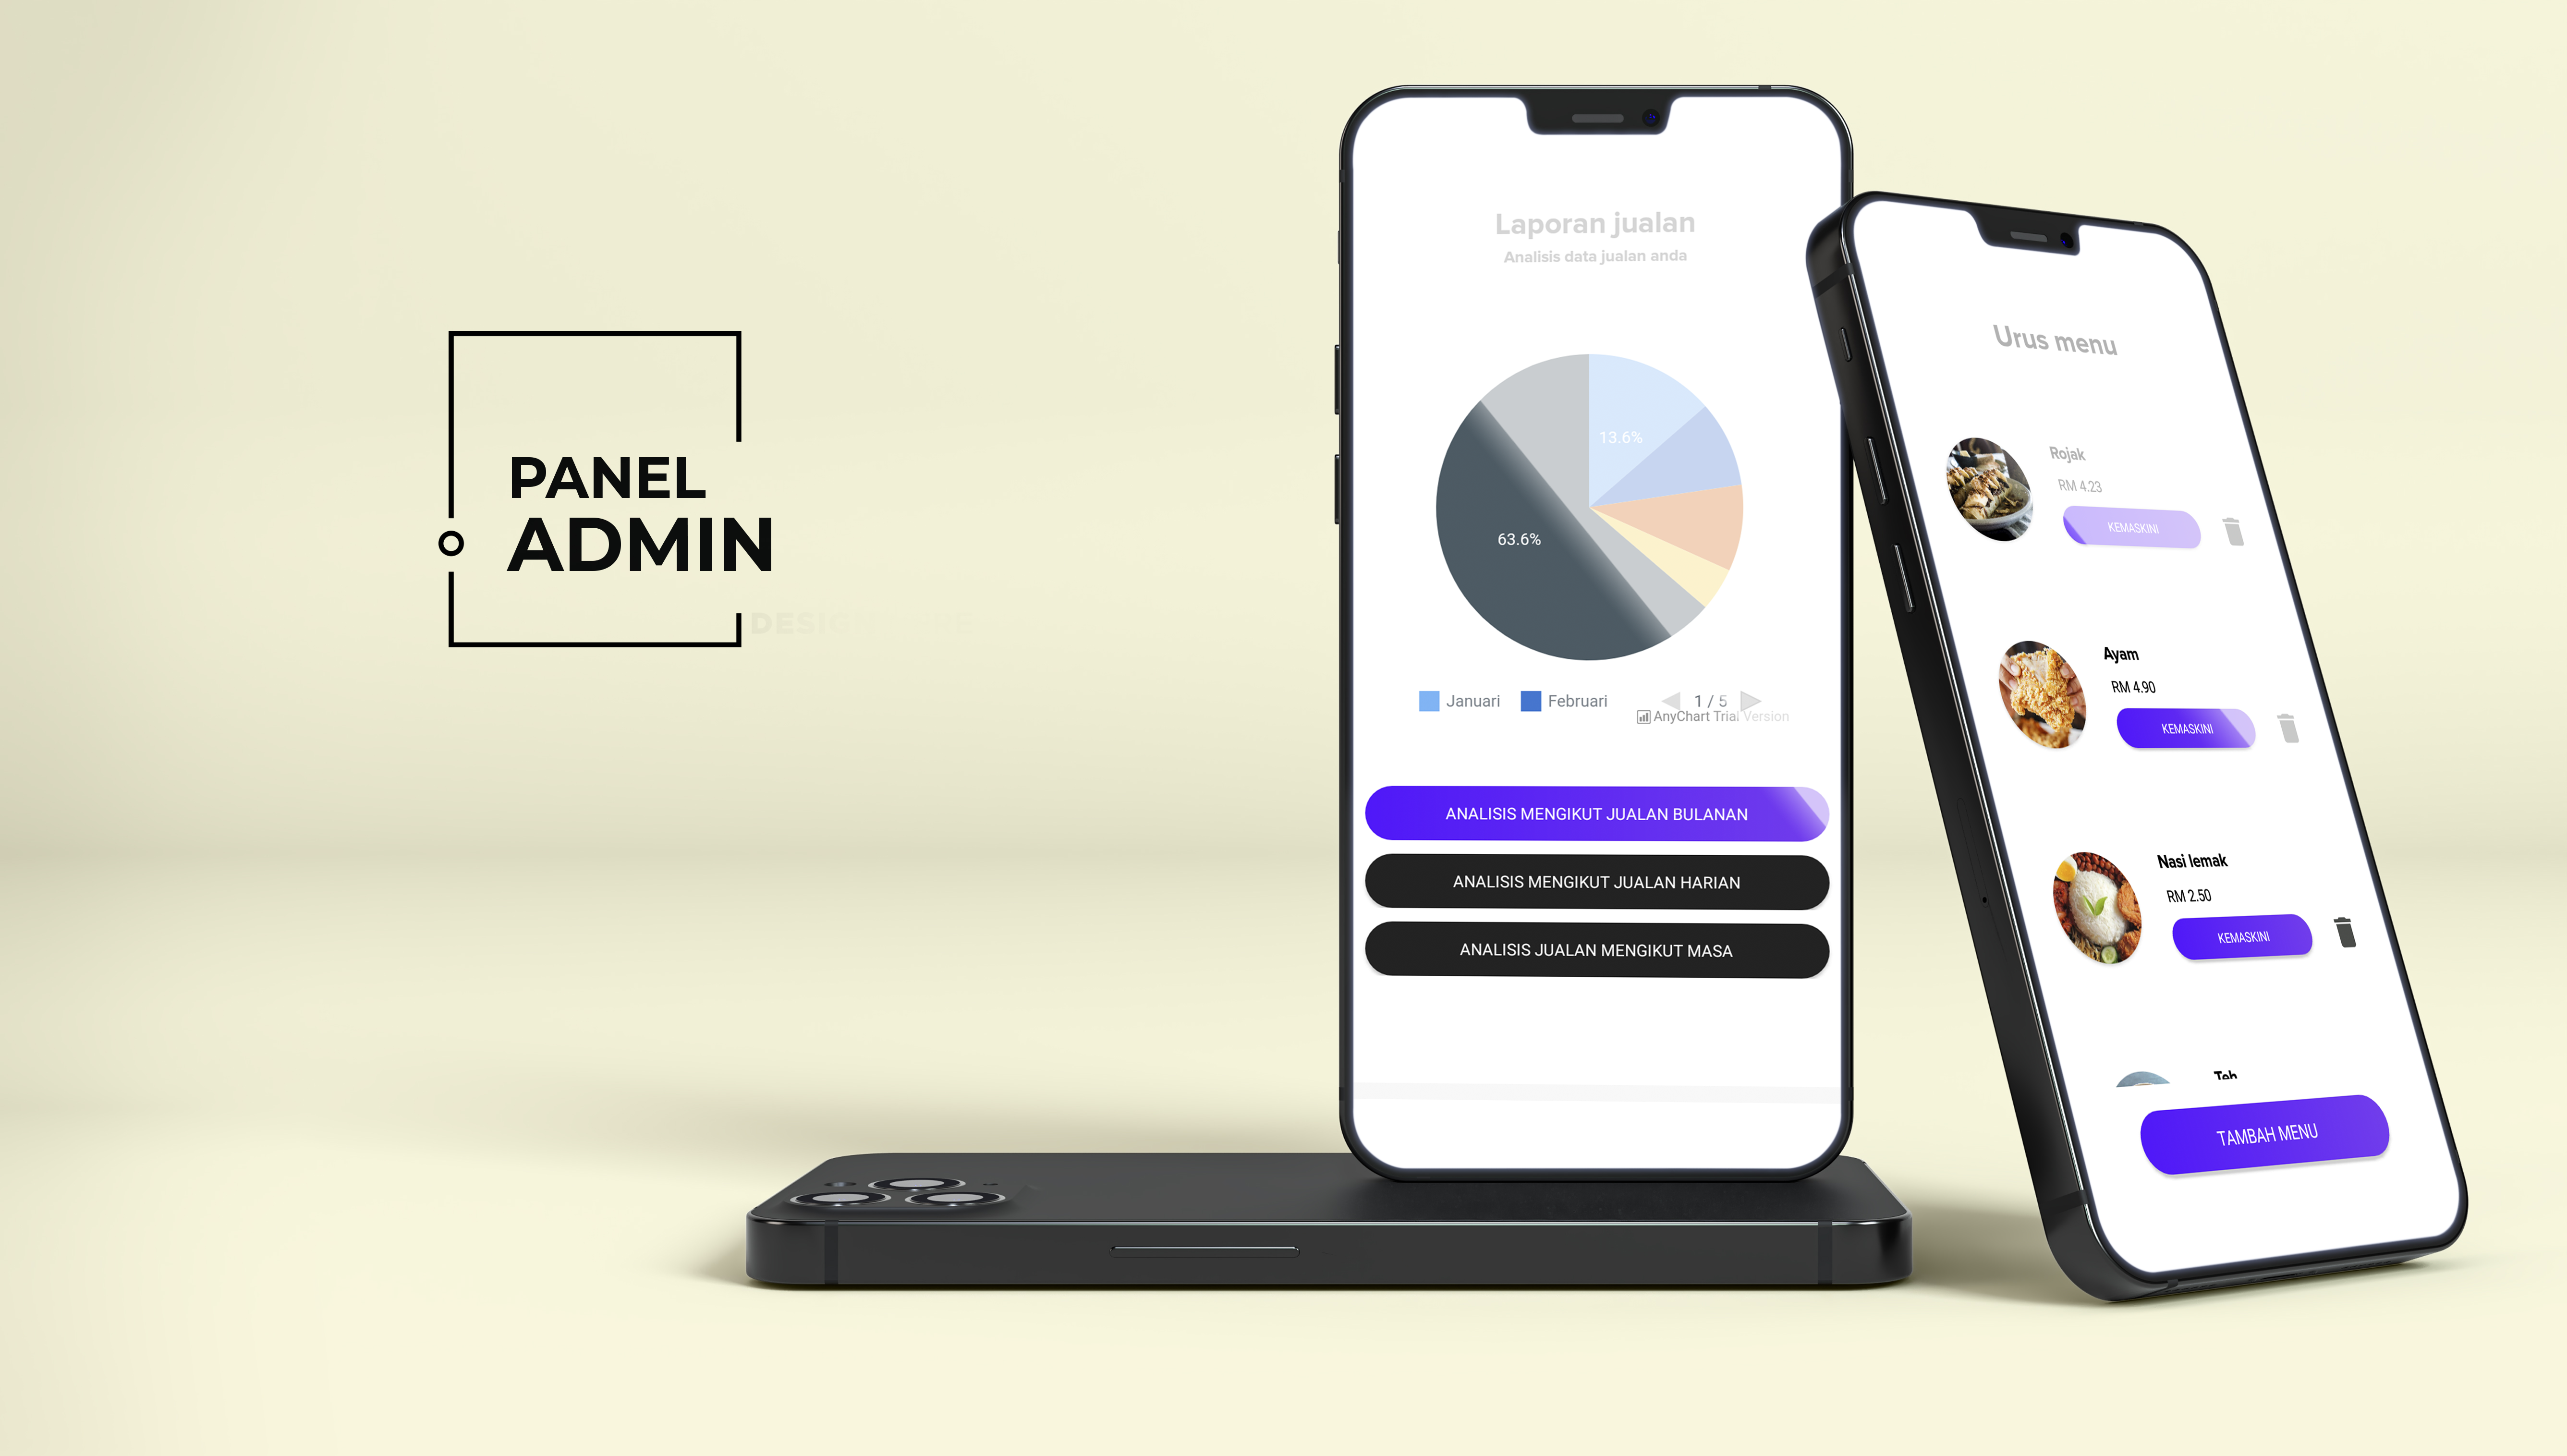 PANEL
ADMIN
Laporan jualan
Analisis data jualan anda
13.6%
63.6%
Januari
Februari
1 / 5
AnyChart Trial Version
ANALISIS MENGIKUT JUALAN BULANAN
ANALISIS MENGIKUT JUALAN HARIAN
ANALISIS JUALAN MENGIKUT MASA
Urus menu
Rojak
RM 4.23
KEMASKINI
Ayam
RM 4.90
KEMASKINI
Nasi lemak
RM 2.50
KEMASKINI
Teh
TAMBAH MENU